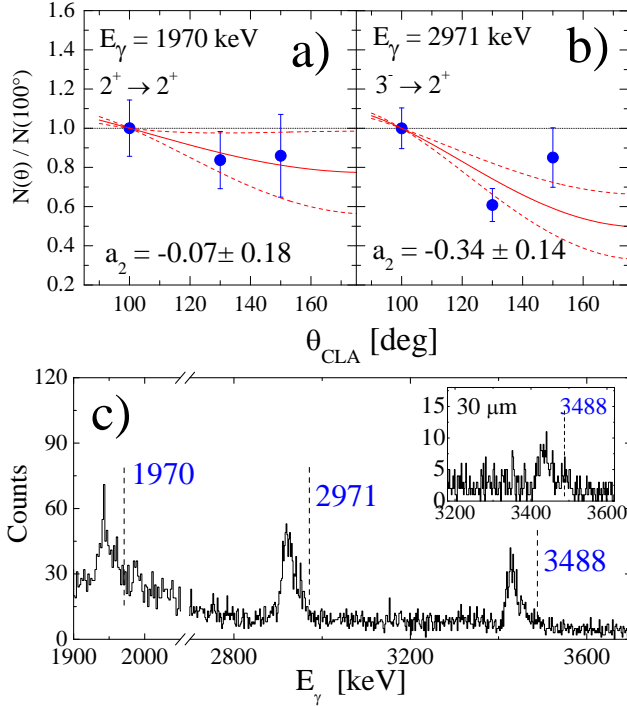 1.6
1.4
1.2
1.0
0.8
0.6
0.4
0.2
N(θ) / N(100°)
E_γ = 1970 keV
a)
2⁺ → 2⁺
a₂ = -0.07± 0.18
E_γ = 2971 keV
b)
3⁻ → 2⁺
a₂ = -0.34 ± 0.14
100 120 140 160 100 120 140 160
θ_CLA [deg]
120
90
60
30
0
Counts
c)
1970
2971
3488
15
10
5
0
30 µm
3488
3200 3400 3600
1900 2000 2800 3200 3600
E_γ [keV]